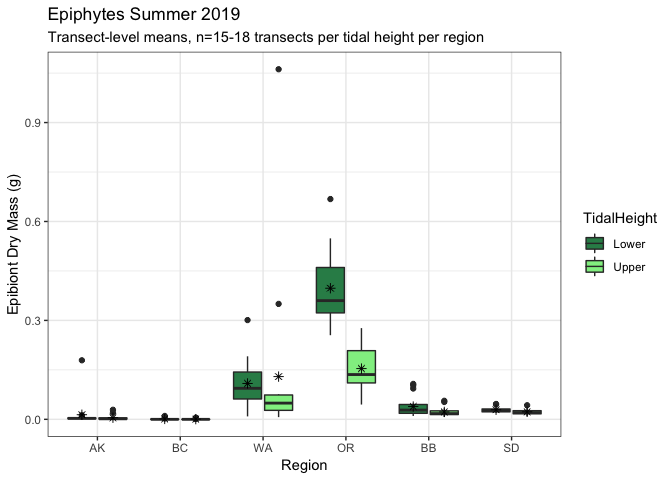 Epiphytes Summer 2019
Transect-level means, n=15-18 transects per tidal height per region
Epibiont Dry Mass (g)
0.9
0.6
0.3
0.0
AK BC WA OR BB SD
Region
TidalHeight
Lower
Upper